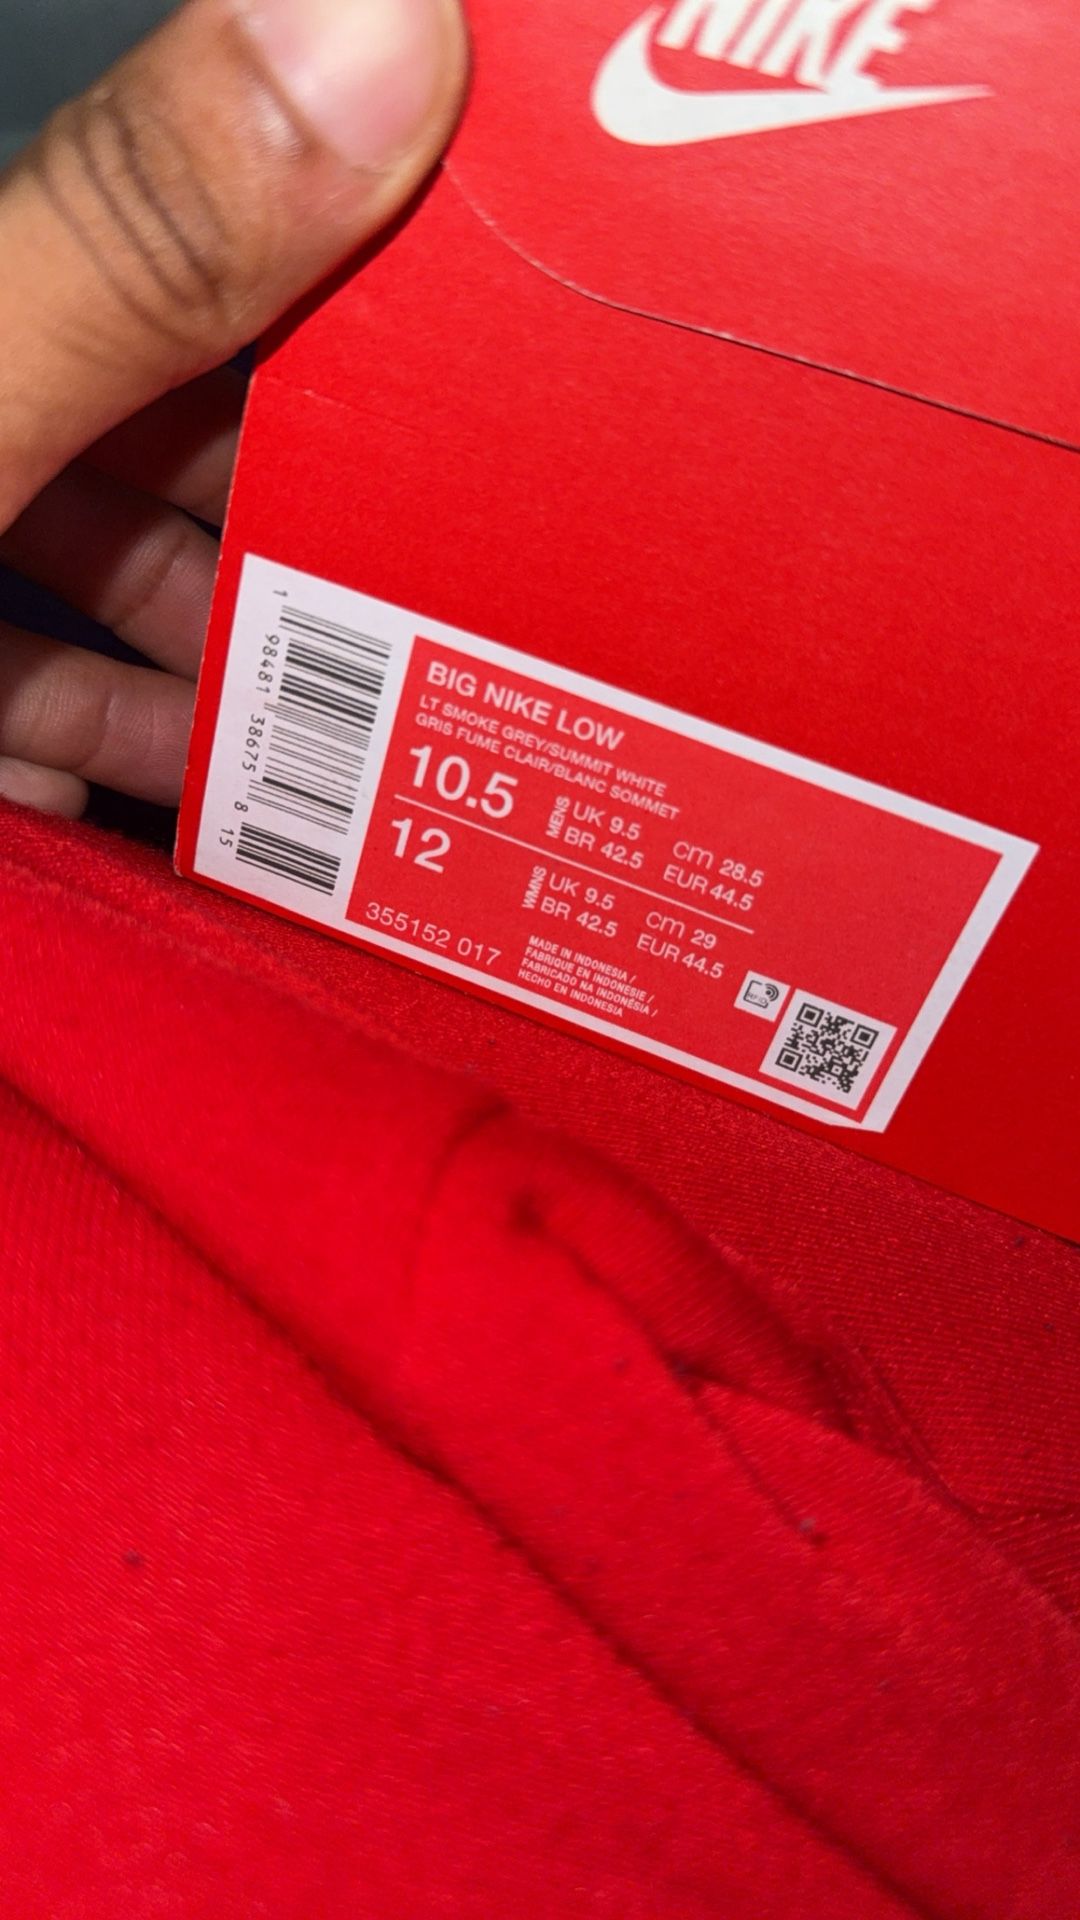 NIKE
BIG NIKE LOW
LT SMOKE GREY/SUMMIT WHITE
GRIS FUME CLAIR/BLANC SOMMET
10.5 MENS UK 9.5 cm 28.5
BR 42.5 EUR 44.5
12 WMNS UK 9.5 cm 29
BR 42.5 EUR 44.5
355152 017
MADE IN INDONESIA /
FABRIQUE EN INDONESIE /
FABRICADO NA INDONÉSIA /
HECHO EN INDONESIA
RFID
1 98481 38675 8 15